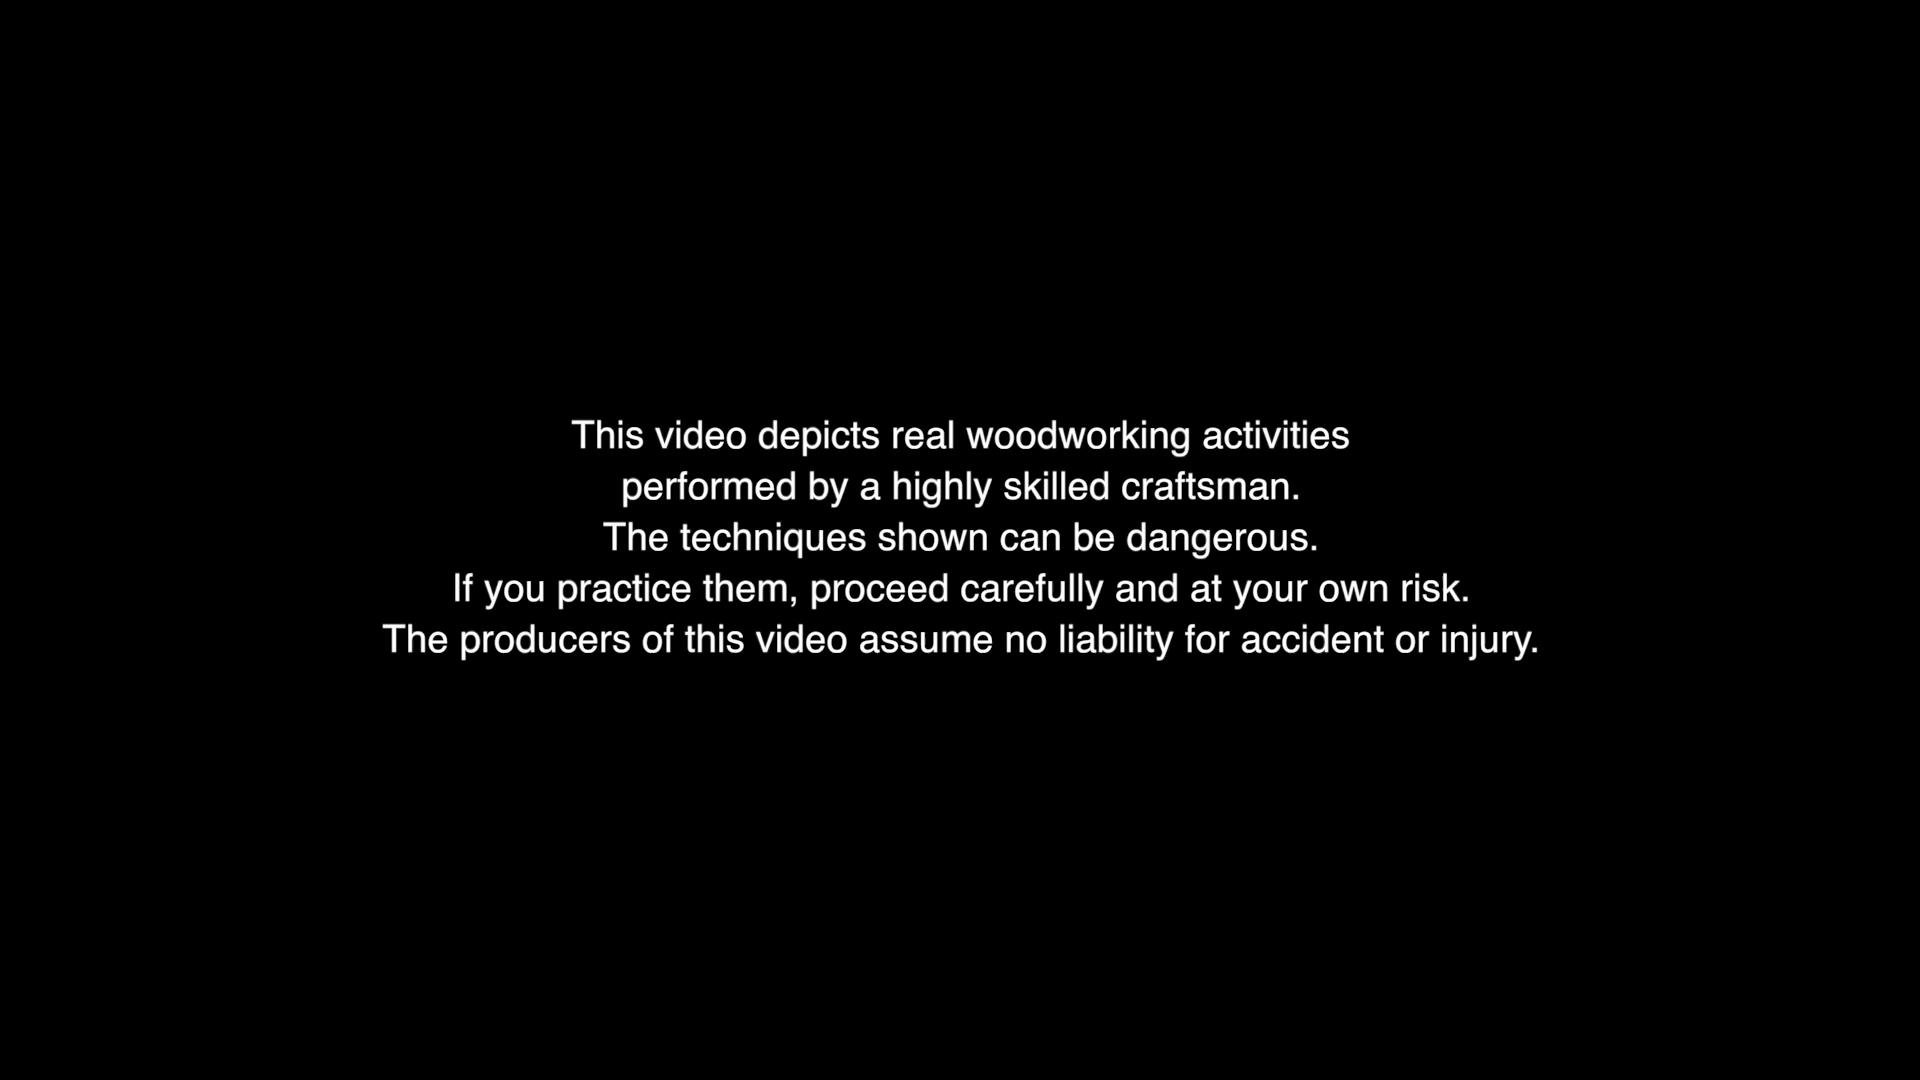 This video depicts real woodworking activities
performed by a highly skilled craftsman.
The techniques shown can be dangerous.
If you practice them, proceed carefully and at your own risk.
The producers of this video assume no liability for accident or injury.